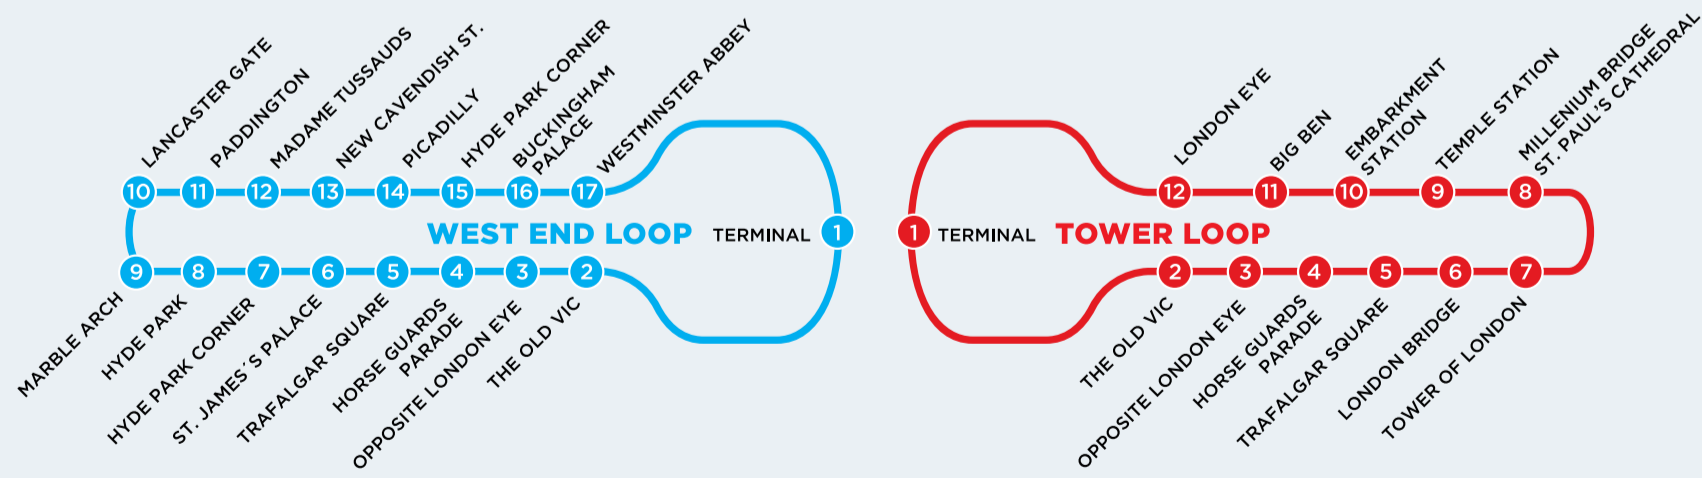 LANCASTER GATE
PADDINGTON
MADAME TUSSAUDS
NEW CAVENDISH ST.
PICADILLY
HYDE PARK CORNER
BUCKINGHAM
PALACE
WESTMINSTER ABBEY
10 11 12 13 14 15 16 17
WEST END LOOP
TERMINAL 1
9 8 7 6 5 4 3 2
MARBLE ARCH
HYDE PARK
HYDE PARK CORNER
ST. JAMES´S PALACE
TRAFALGAR SQUARE
HORSE GUARDS
PARADE
OPPOSITE LONDON EYE
THE OLD VIC
LONDON EYE
BIG BEN
EMBARKMENT
STATION
TEMPLE STATION
MILLENIUM BRIDGE
ST. PAUL'S CATHEDRAL
12 11 10 9 8
1 TERMINAL
TOWER LOOP
2 3 4 5 6 7
THE OLD VIC
OPPOSITE LONDON EYE
HORSE GUARDS
PARADE
TRAFALGAR SQUARE
LONDON BRIDGE
TOWER OF LONDON